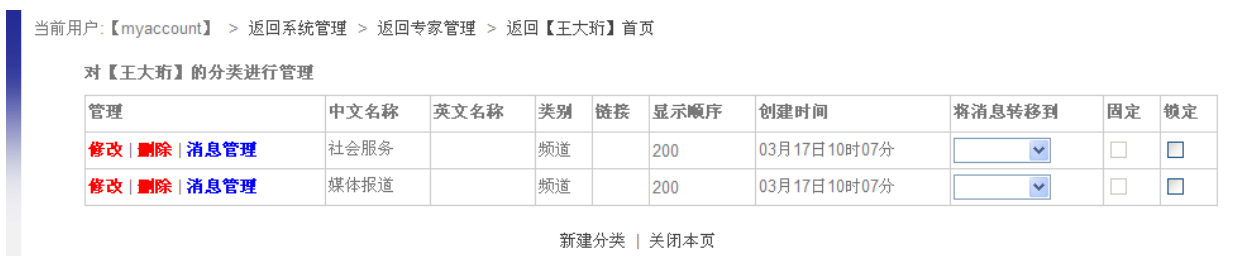 当前用户:【myaccount】 > 返回系统管理 > 返回专家管理 > 返回【王大珩】首页
对【王大珩】的分类进行管理
管理 中文名称 英文名称 类别 链接 显示顺序 创建时间 将消息转移到 固定 锁定
修改 | 删除 | 消息管理 社会服务 频道 200 03月17日10时07分
修改 | 删除 | 消息管理 媒体报道 频道 200 03月17日10时07分
新建分类 | 关闭本页